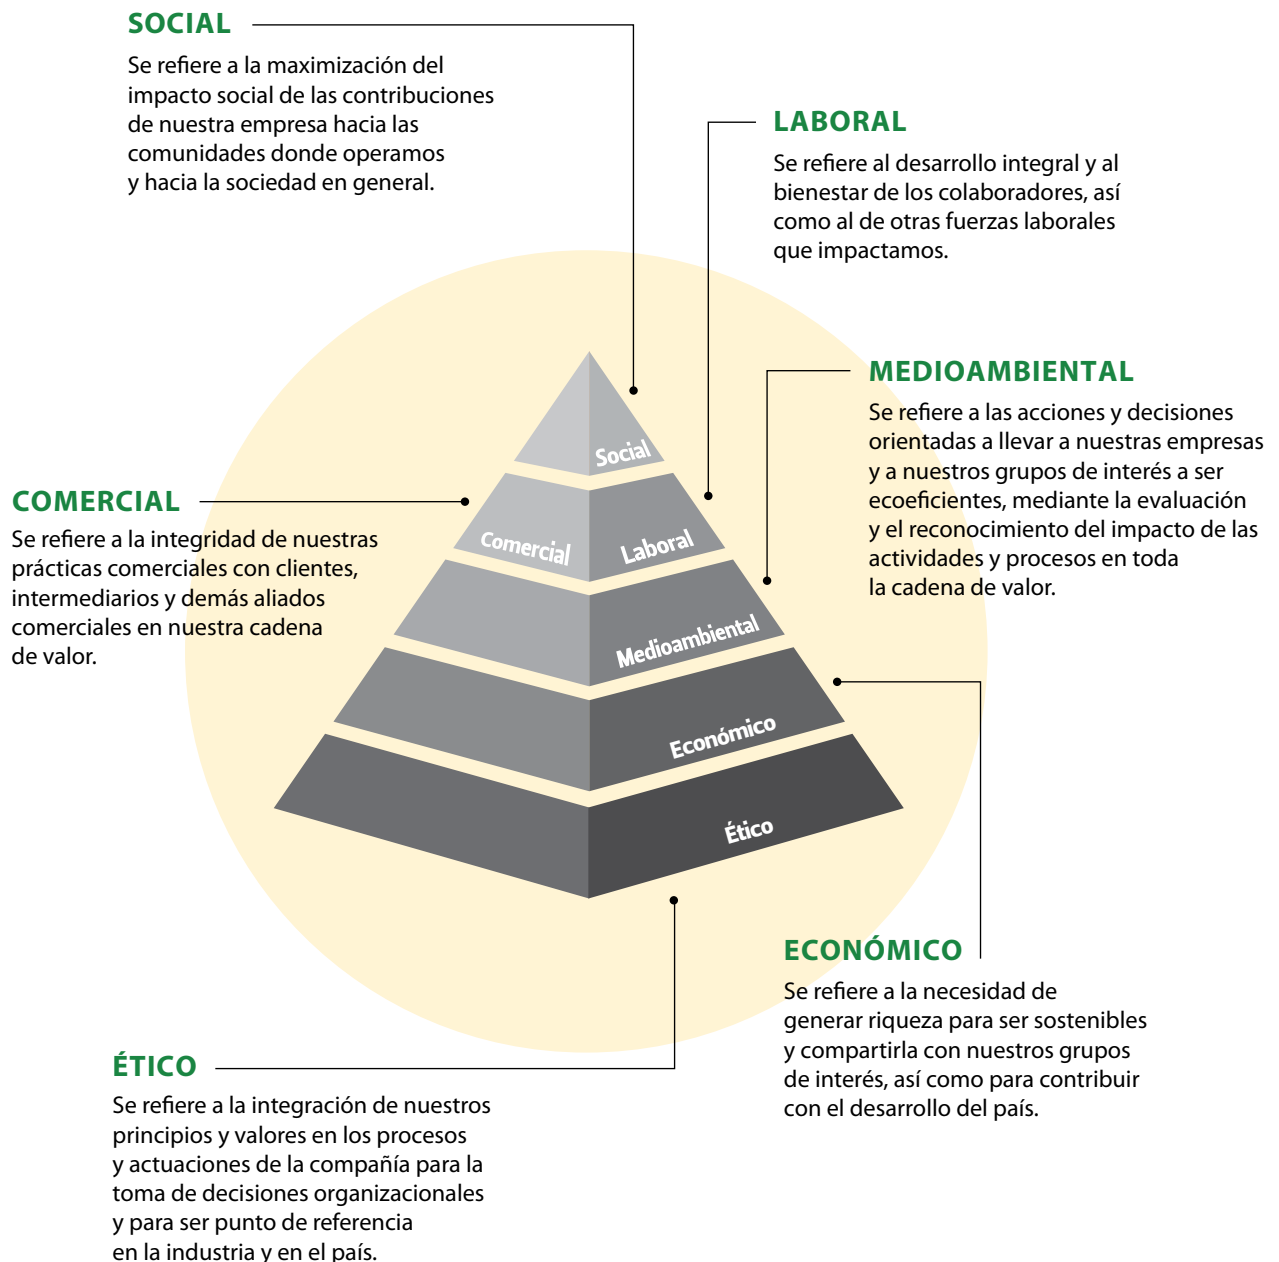 SOCIAL
Se refiere a la maximización del
impacto social de las contribuciones
de nuestra empresa hacia las
comunidades donde operamos
y hacia la sociedad en general.
LABORAL
Se refiere al desarrollo integral y al
bienestar de los colaboradores, así
como al de otras fuerzas laborales
que impactamos.
MEDIOAMBIENTAL
Se refiere a las acciones y decisiones
orientadas a llevar a nuestras empresas
y a nuestros grupos de interés a ser
ecoeficientes, mediante la evaluación
y el reconocimiento del impacto de las
actividades y procesos en toda
la cadena de valor.
COMERCIAL
Se refiere a la integridad de nuestras
prácticas comerciales con clientes,
intermediarios y demás aliados
comerciales en nuestra cadena
de valor.
Social
Comercial
Laboral
Medioambiental
Económico
Ético
ECONÓMICO
Se refiere a la necesidad de
generar riqueza para ser sostenibles
y compartirla con nuestros grupos
de interés, así como para contribuir
con el desarrollo del país.
ÉTICO
Se refiere a la integración de nuestros
principios y valores en los procesos
y actuaciones de la compañía para la
toma de decisiones organizacionales
y para ser punto de referencia
en la industria y en el país.